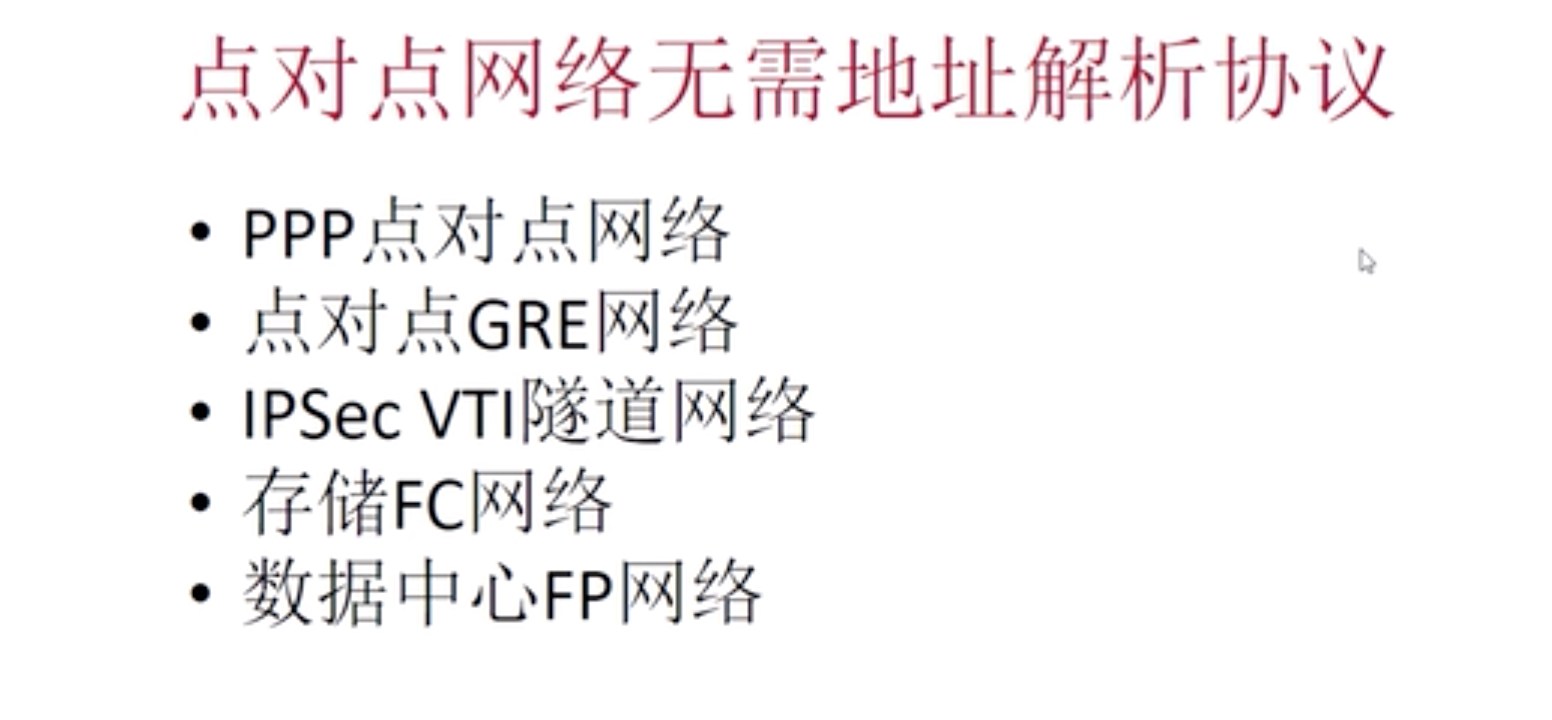 点对点网络无需地址解析协议
• PPP点对点网络
• 点对点GRE网络
• IPSec VTI隧道网络
• 存储FC网络
• 数据中心FP网络